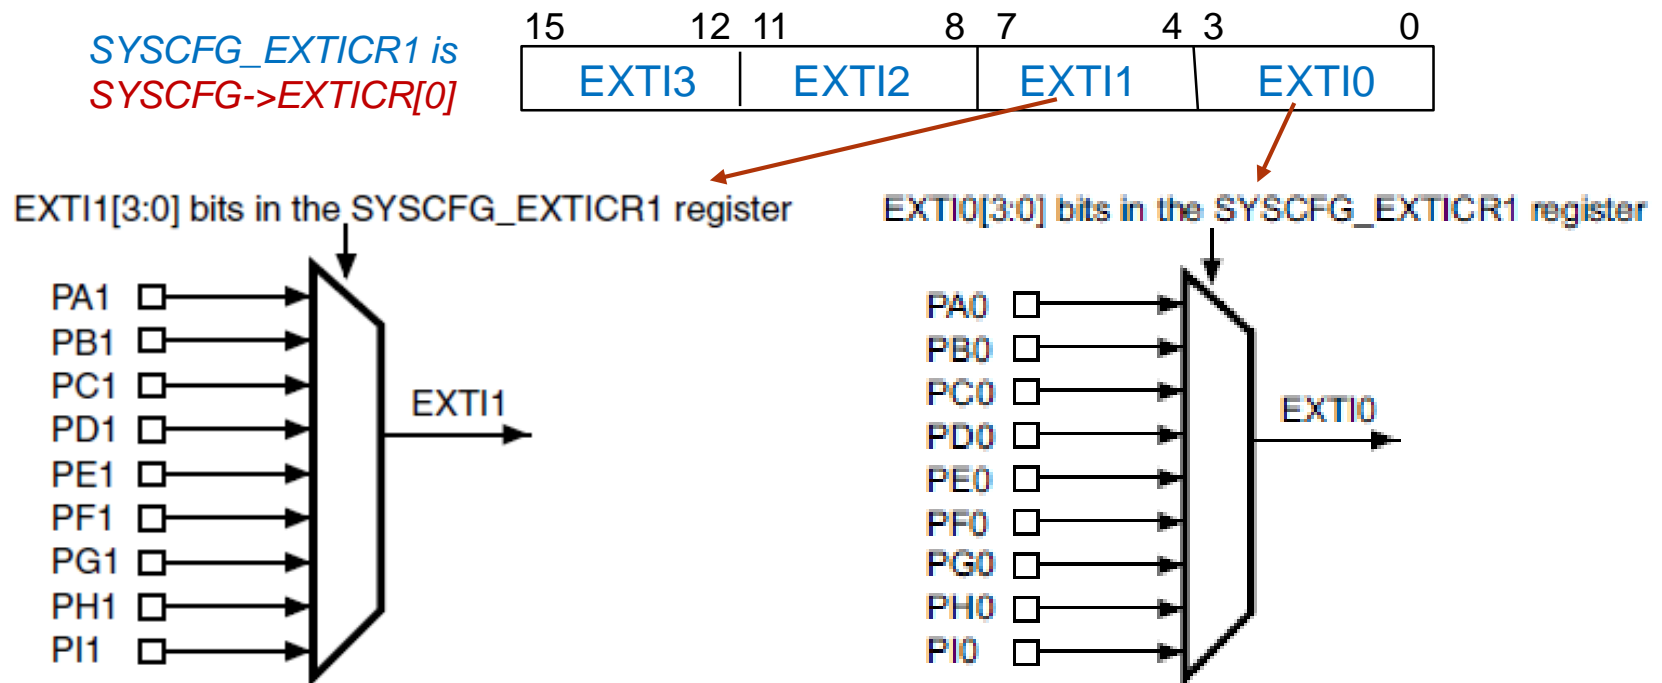 SYSCFG_EXTICR1 is
SYSCFG->EXTICR[0]
15 12 11 8 7 4 3 0
EXTI3 EXTI2 EXTI1 EXTI0
EXTI1[3:0] bits in the SYSCFG_EXTICR1 register
PA1
PB1
PC1
PD1
PE1
PF1
PG1
PH1
PI1
EXTI1
EXTI0[3:0] bits in the SYSCFG_EXTICR1 register
PA0
PB0
PC0
PD0
PE0
PF0
PG0
PH0
PI0
EXTI0